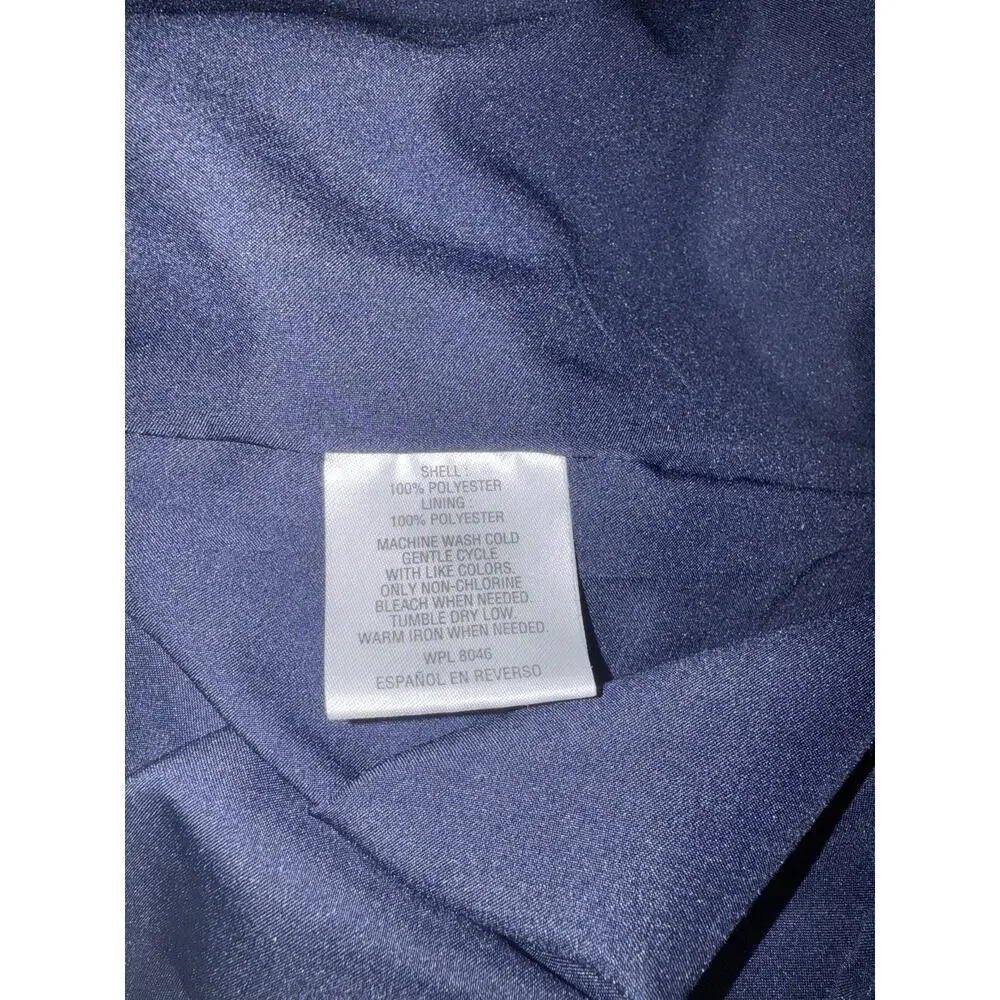 SHELL :
100% POLYESTER
LINING :
100% POLYESTER
MACHINE WASH COLD
GENTLE CYCLE
WITH LIKE COLORS.
ONLY NON-CHLORINE
BLEACH WHEN NEEDED.
TUMBLE DRY LOW.
WARM IRON WHEN NEEDED.
WPL 8046
ESPAÑOL EN REVERSO